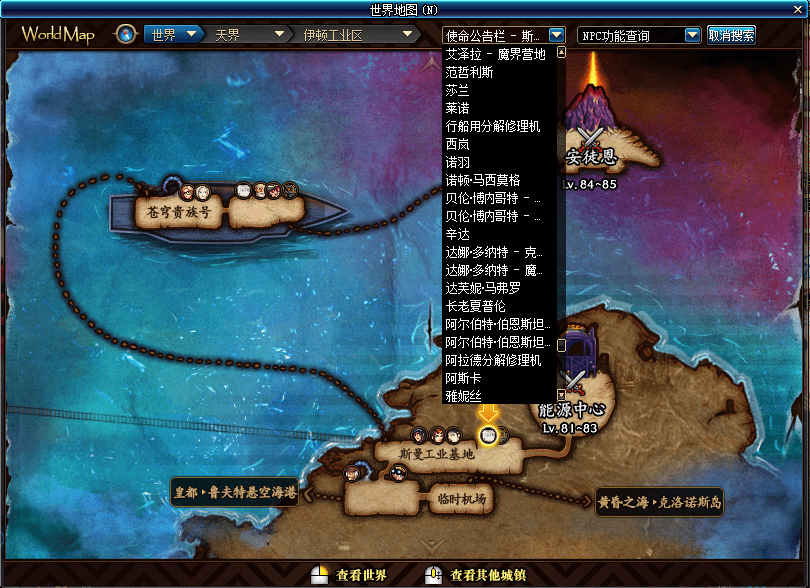 世界地图 (N)
World Map
世界
天界
伊顿工业区
使命公告栏 - 斯...
NPC功能查询
取消搜索
艾泽拉 - 魔界营地
范哲利斯
莎兰
莱诺
行船用分解修理机
西岚
诺羽
诺顿·马西莫格
贝伦·博内哥特 - ...
贝伦·博内哥特 - ...
辛达
达娜·多纳特 - 克...
达娜·多纳特 - 魔...
达芙妮·马弗罗
长老夏普伦
阿尔伯特·伯恩斯坦...
阿尔伯特·伯恩斯坦...
阿拉德分解修理机
阿斯卡
雅妮丝
安徒恩
Lv.84~85
苍穹贵族号
能源中心
Lv.81~83
斯曼工业基地
皇都▶鲁夫特悬空海港
临时机场
黄昏之海▶克洛诺斯岛
查看世界
查看其他城镇